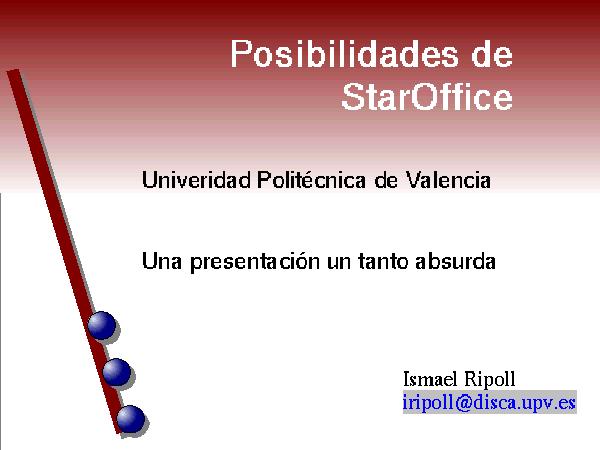 Posibilidades de
StarOffice
Univeridad Politécnica de Valencia
Una presentación un tanto absurda
Ismael Ripoll
iripoll@disca.upv.es